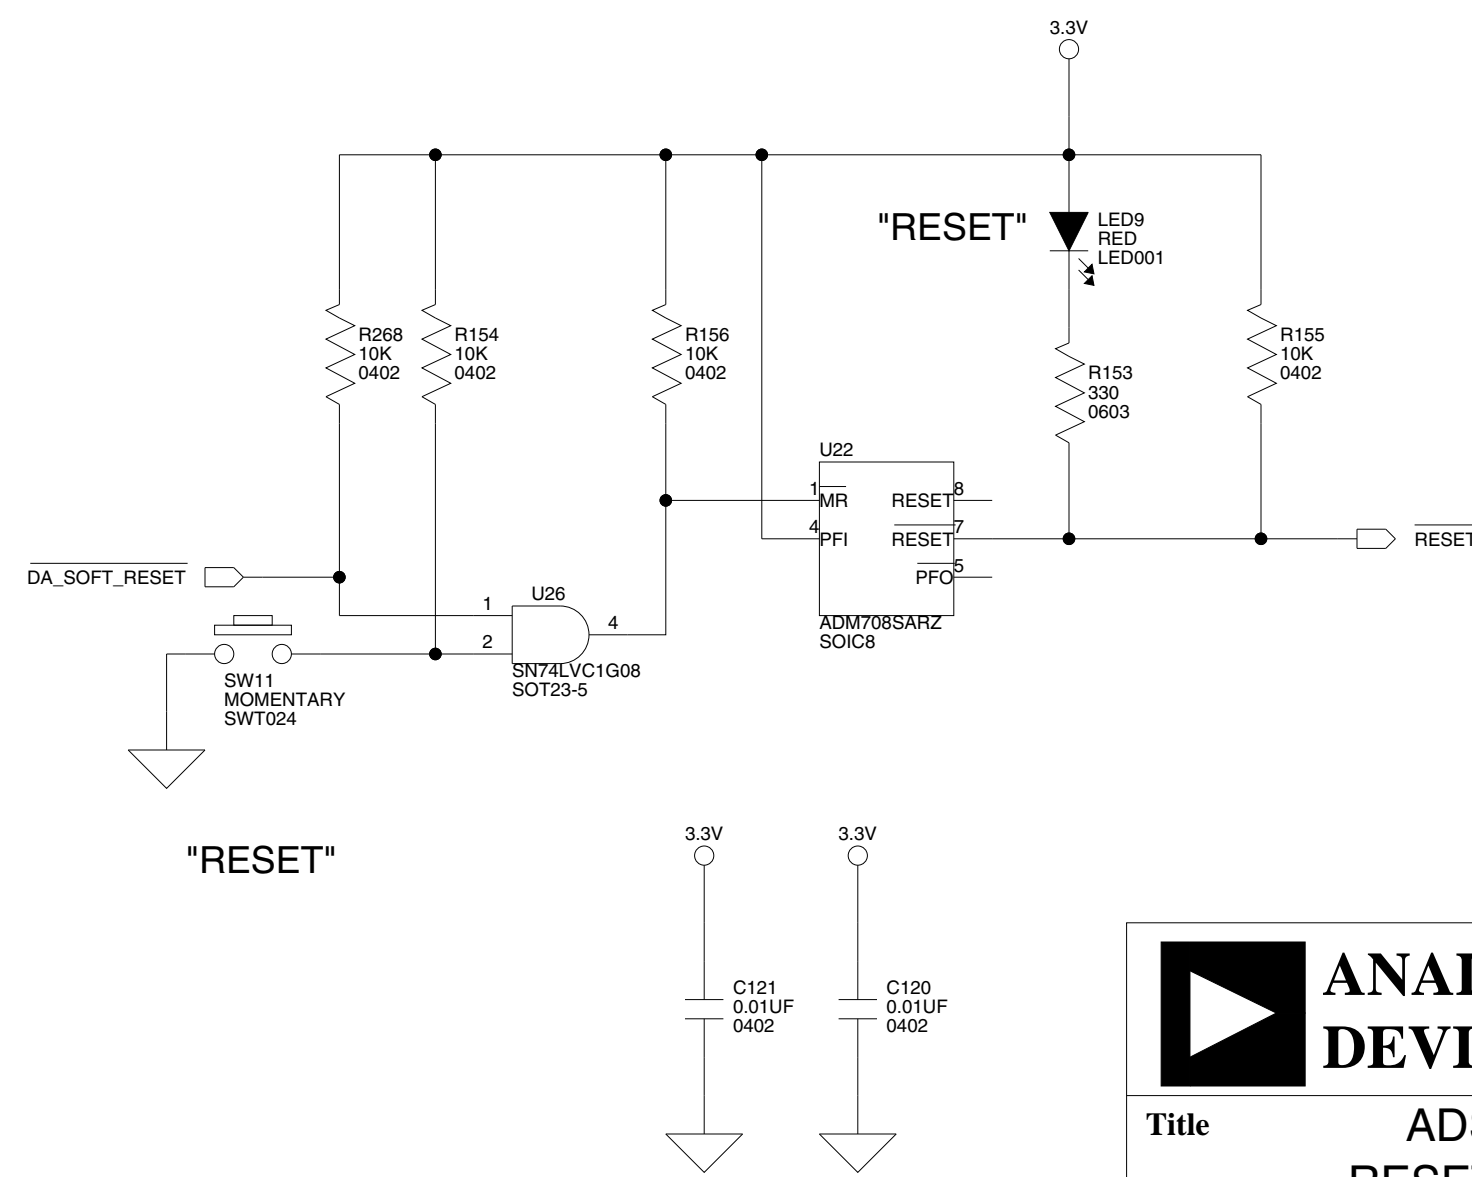 3.3V
"RESET"
LED9
RED
LED001
R268
10K
0402
R154
10K
0402
R156
10K
0402
R153
330
0603
R155
10K
0402
U22
1
MR
4
PFI
RESET
8
RESET
7
PFO
5
ADM708SARZ
SOIC8
RESET
DA_SOFT_RESET
U26
1
2
4
SN74LVC1G08
SOT23-5
SW11
MOMENTARY
SWT024
"RESET"
3.3V
3.3V
C121
0.01UF
0402
C120
0.01UF
0402
Title